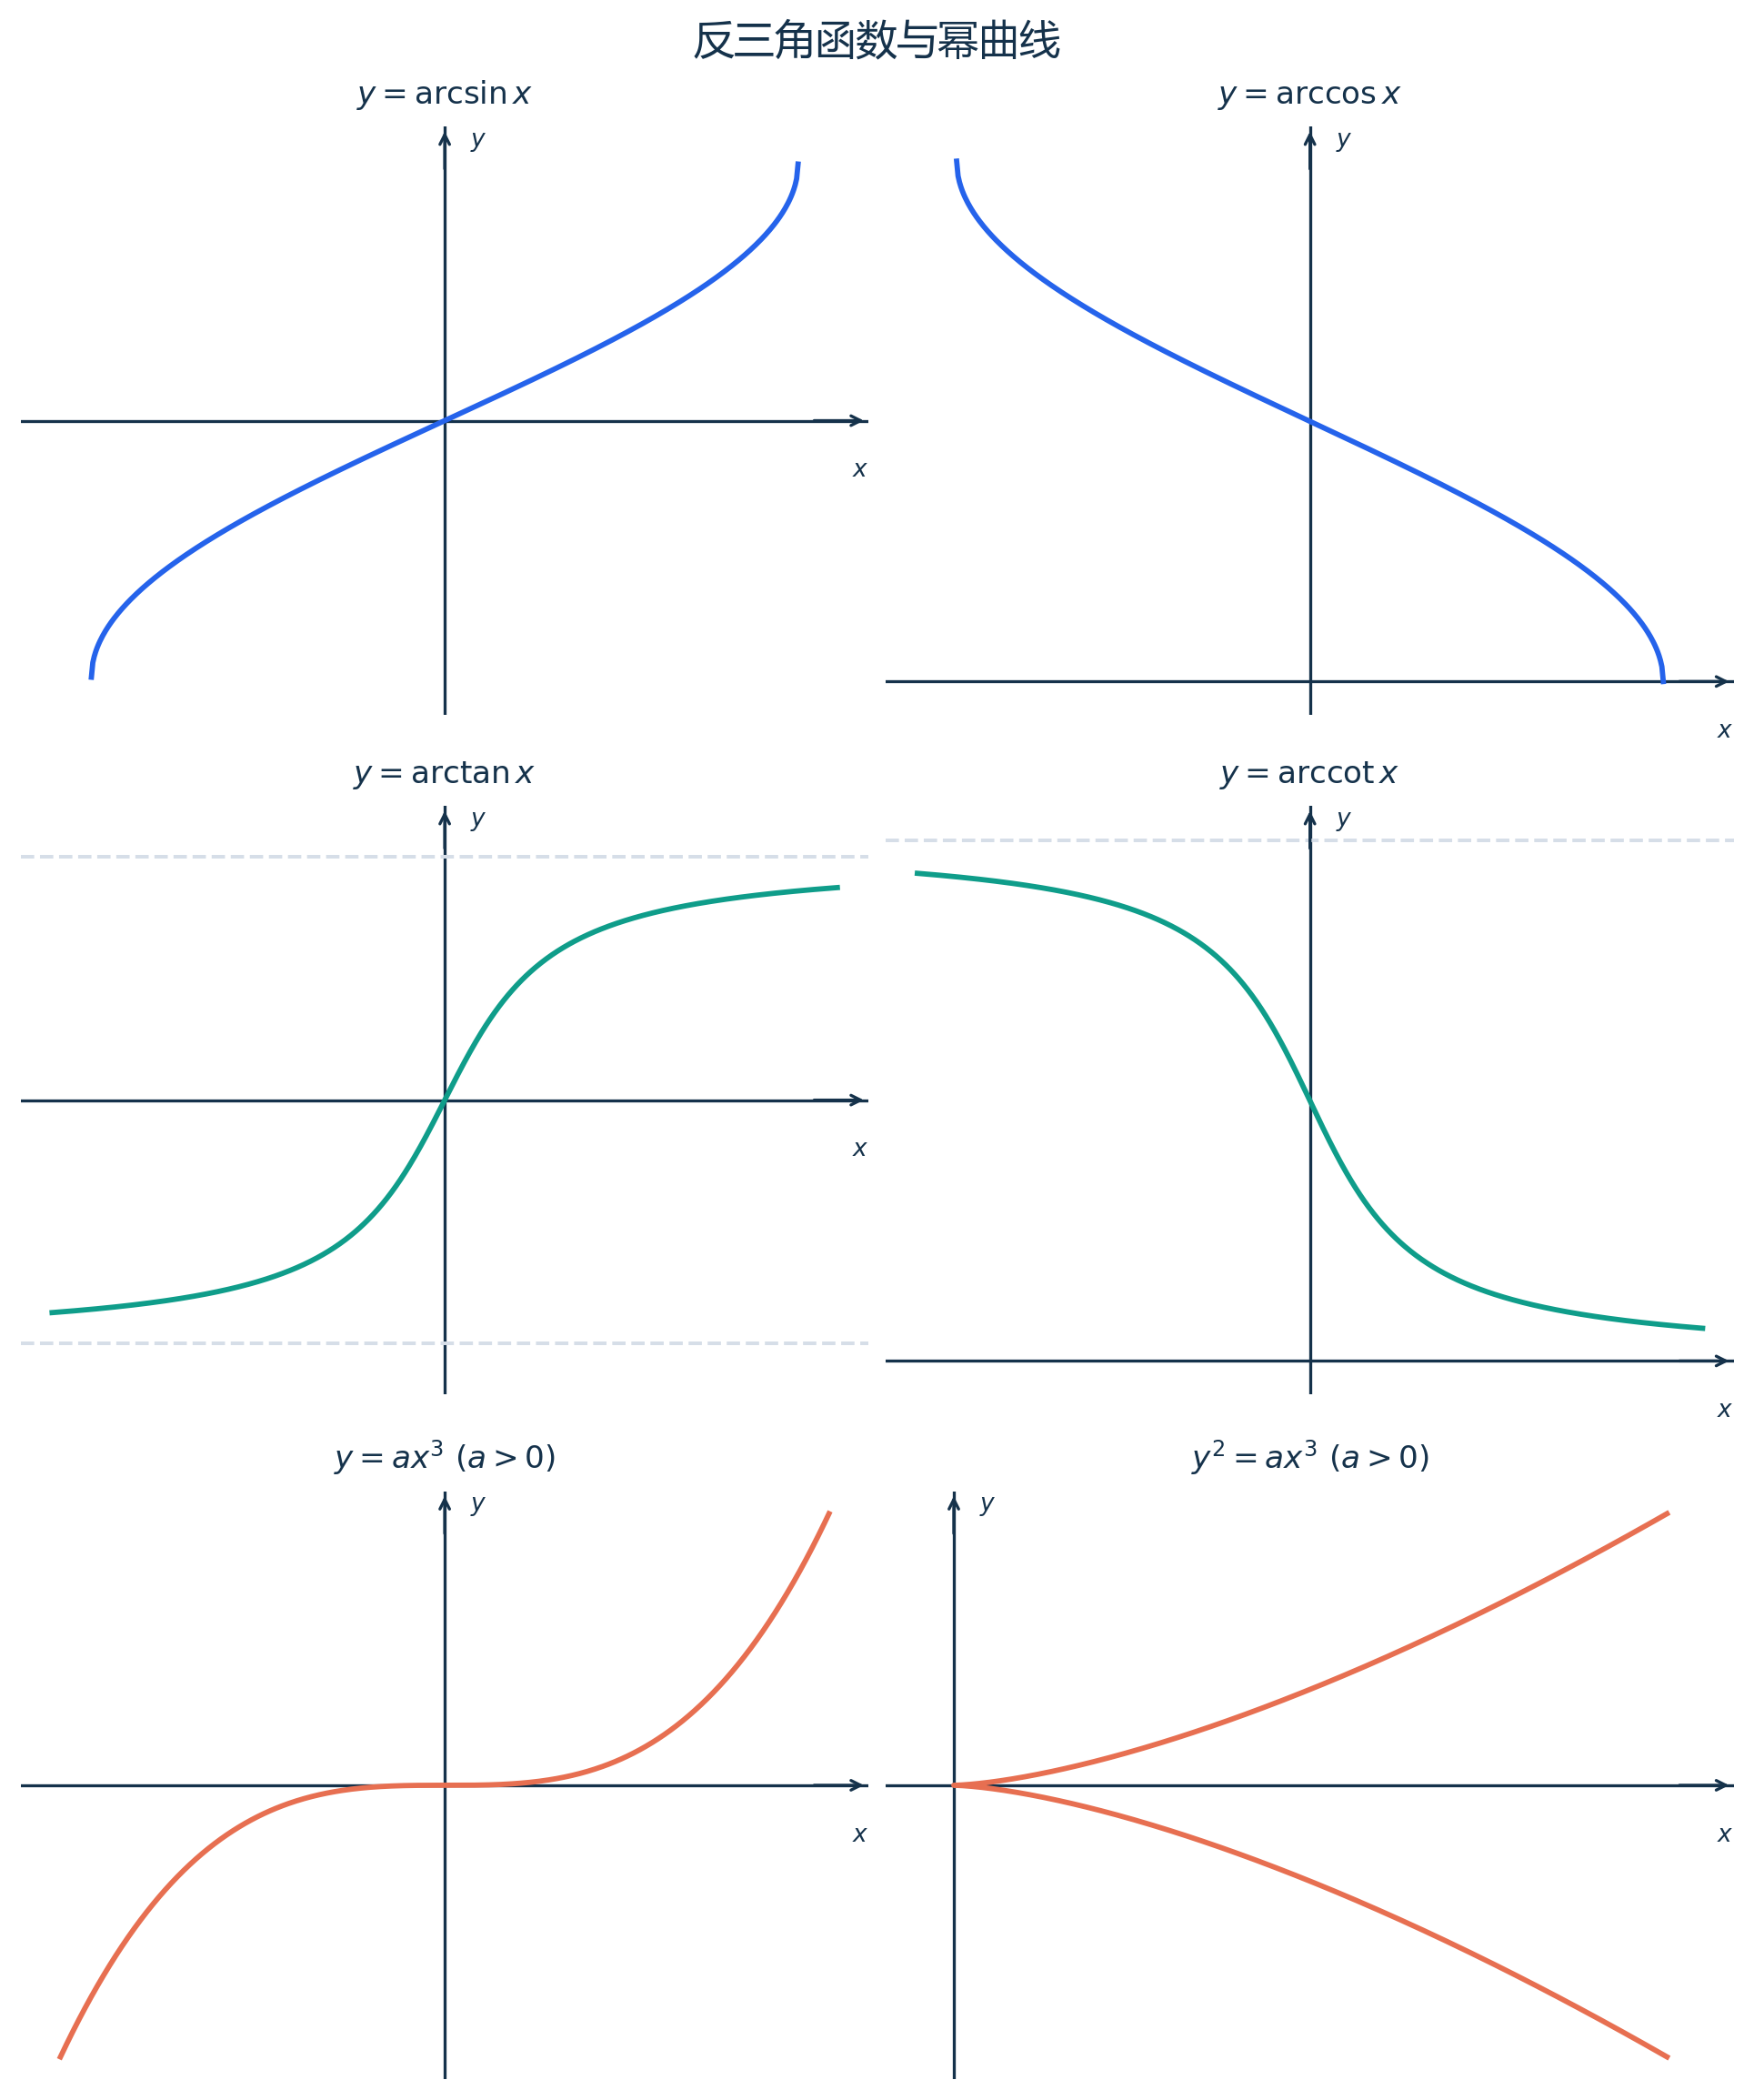 反三角函数与幂曲线
y = arcsin x
y
x
y = arccos x
y
x
y = arctan x
y
x
y = arccot x
y
x
y = ax³ (a > 0)
y
x
y² = ax³ (a > 0)
y
x